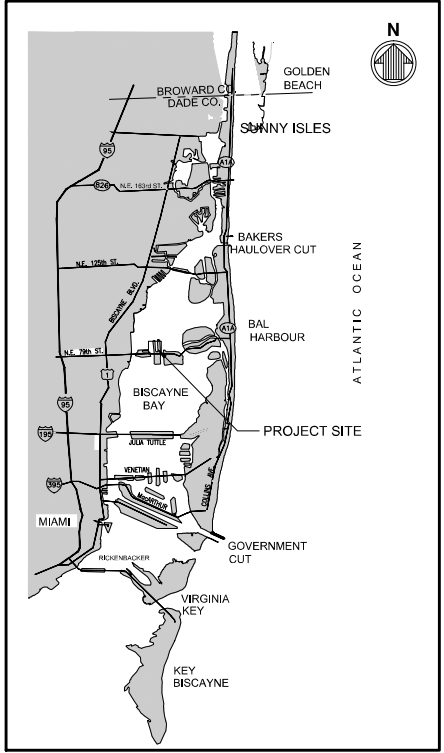 N
GOLDEN
BEACH
BROWARD CO.
DADE CO.
SUNNY ISLES
95
A1A
826
N.E. 163rd ST.
BAKERS
HAULOVER CUT
N.E. 125th ST.
BISCAYNE BLVD.
ATLANTIC OCEAN
A1A
BAL
HARBOUR
N.E. 79th ST.
1
BISCAYNE
BAY
95
PROJECT SITE
195
JULIA TUTTLE
VENETIAN
COLLINS AVE.
395
MacARTHUR
MIAMI
GOVERNMENT
CUT
RICKENBACKER
VIRGINIA
KEY
KEY
BISCAYNE